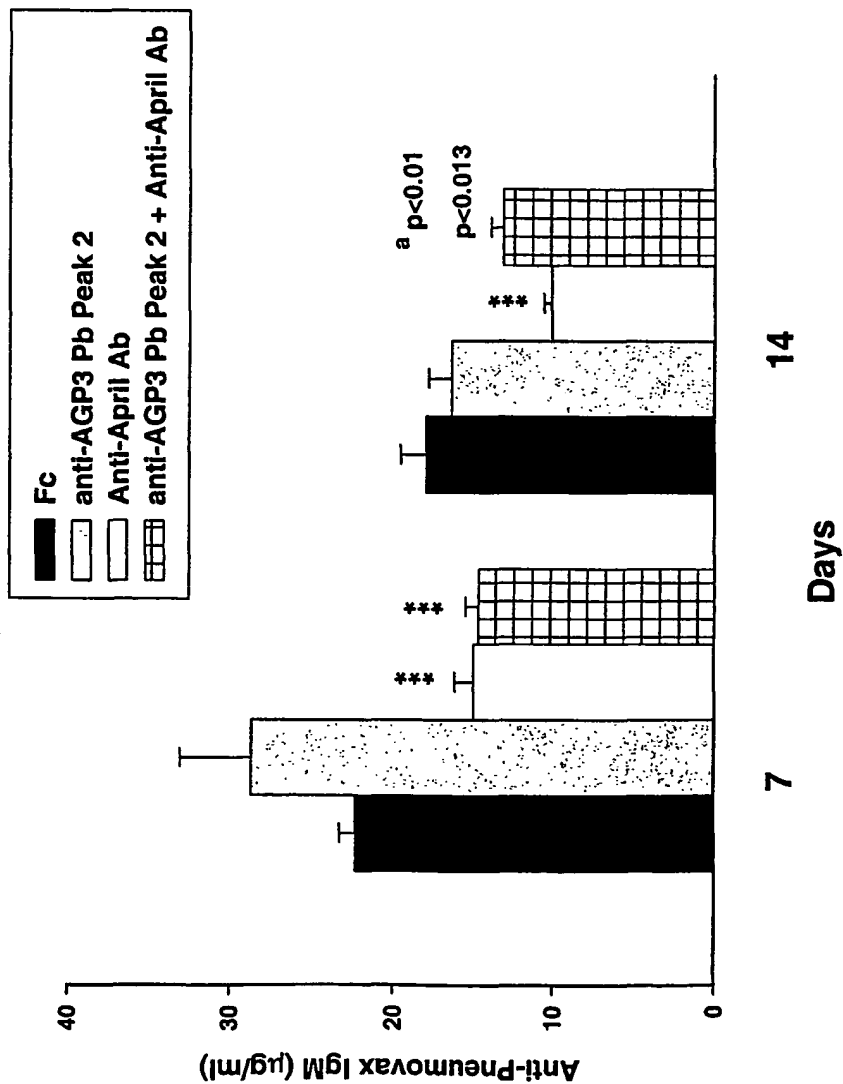 Fc
anti-AGP3 Pb Peak 2
Anti-April Ab
anti-AGP3 Pb Peak 2 + Anti-April Ab
Anti-Pneumovax IgM (µg/ml)
40
30
20
10
0
***
***
***
a p<0.01
p<0.013
7
14
Days